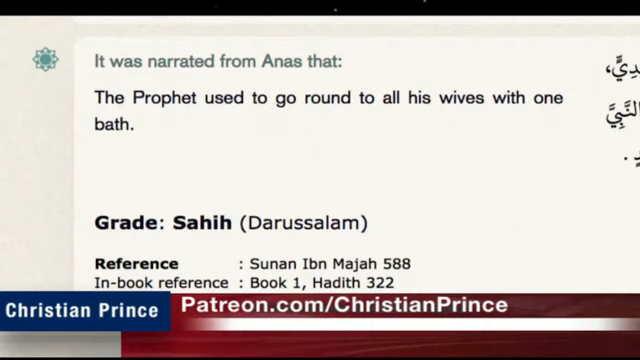 It was narrated from Anas that:
The Prophet used to go round to all his wives with one
bath.
النَّبِيَّ
Grade: Sahih (Darussalam)
Reference : Sunan Ibn Majah 588
In-book reference : Book 1, Hadith 322
Christian Prince
Patreon.com/ChristianPrince